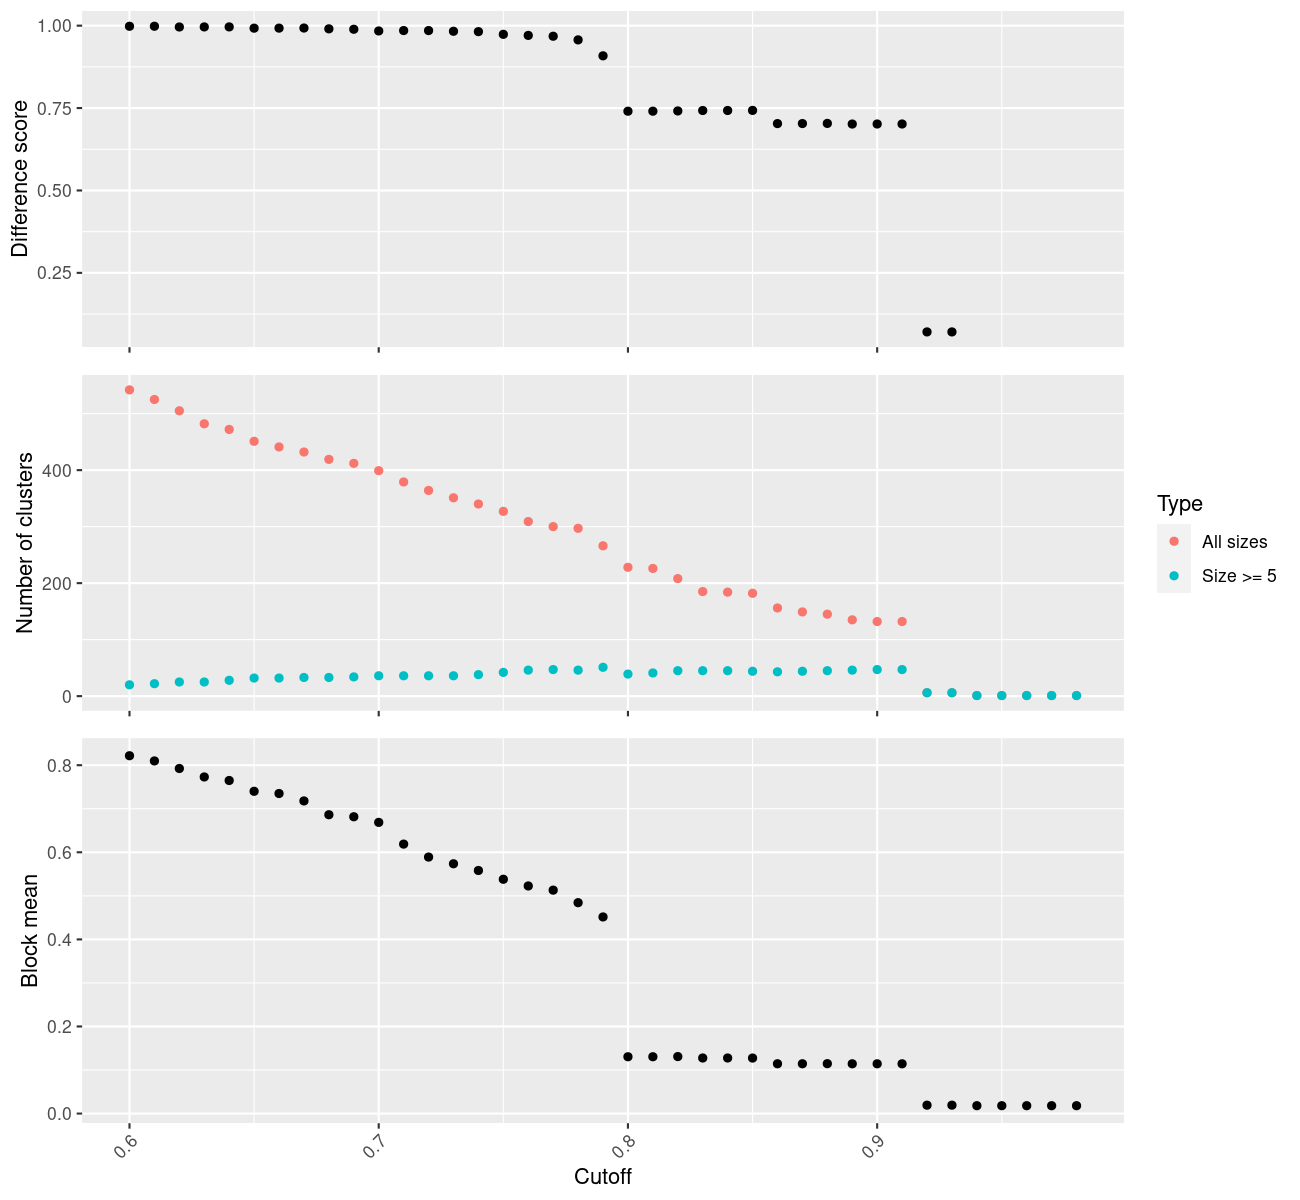 Difference score
1.00
0.75
0.50
0.25
Number of clusters
400
200
0
Type
All sizes
Size >= 5
Block mean
0.8
0.6
0.4
0.2
0.0
0.6 0.7 0.8 0.9
Cutoff